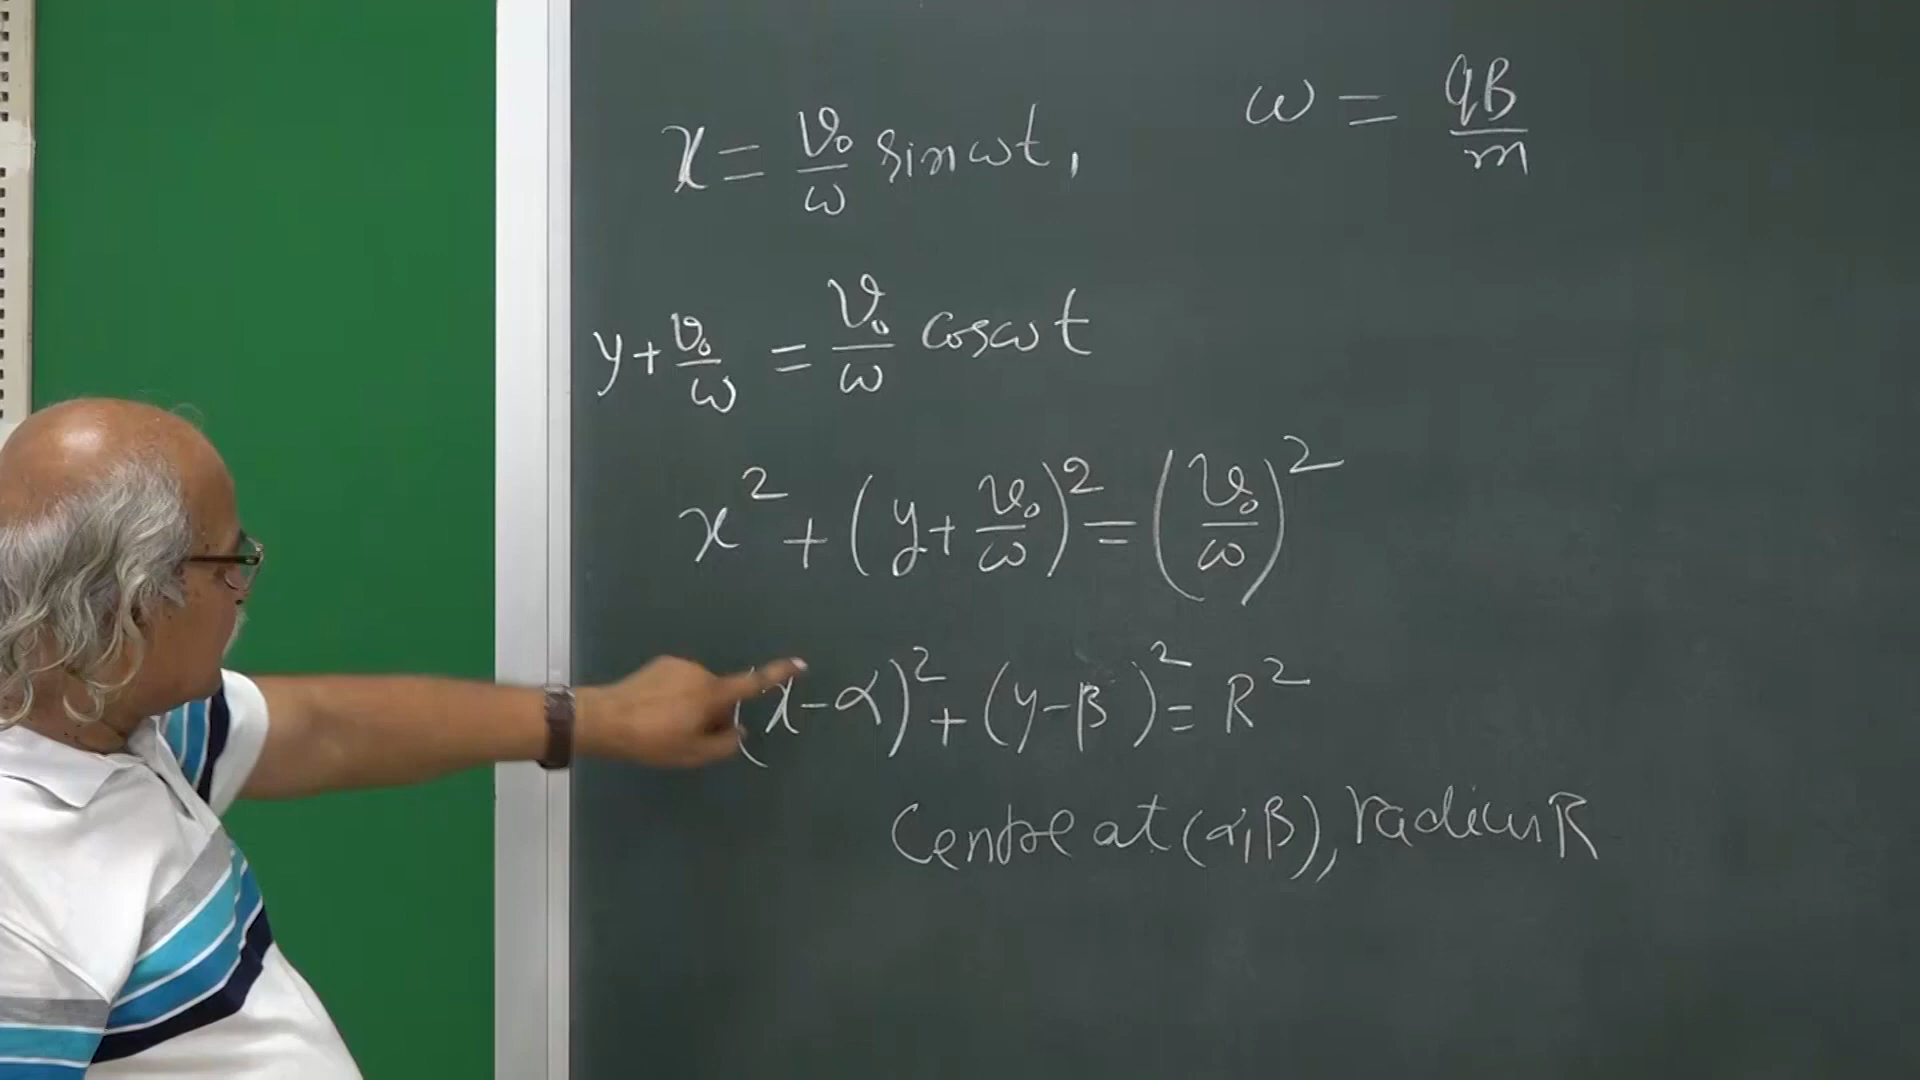 x = v₀/ω sin ωt,
ω = qB/m
y + v₀/ω = v₀/ω cos ωt
x² + (y + v₀/ω)² = (v₀/ω)²
(x - α)² + (y - β)² = R²
Centre at (α, β), radius R